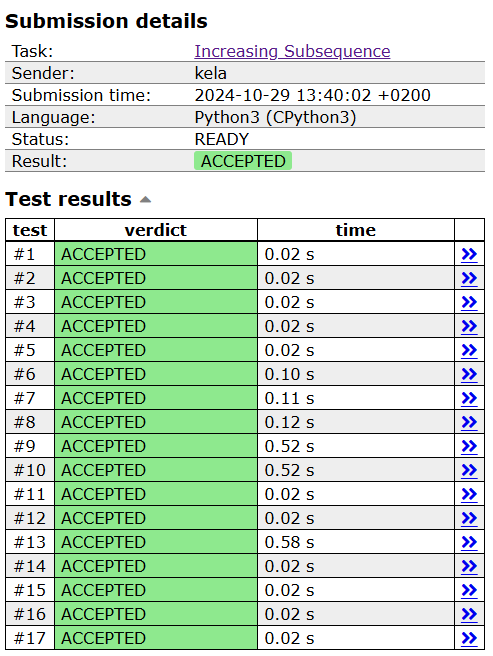 Submission details
Task: Increasing Subsequence
Sender: kela
Submission time: 2024-10-29 13:40:02 +0200
Language: Python3 (CPython3)
Status: READY
Result: ACCEPTED
Test results
test verdict time
#1 ACCEPTED 0.02 s
#2 ACCEPTED 0.02 s
#3 ACCEPTED 0.02 s
#4 ACCEPTED 0.02 s
#5 ACCEPTED 0.02 s
#6 ACCEPTED 0.10 s
#7 ACCEPTED 0.11 s
#8 ACCEPTED 0.12 s
#9 ACCEPTED 0.52 s
#10 ACCEPTED 0.52 s
#11 ACCEPTED 0.02 s
#12 ACCEPTED 0.02 s
#13 ACCEPTED 0.58 s
#14 ACCEPTED 0.02 s
#15 ACCEPTED 0.02 s
#16 ACCEPTED 0.02 s
#17 ACCEPTED 0.02 s